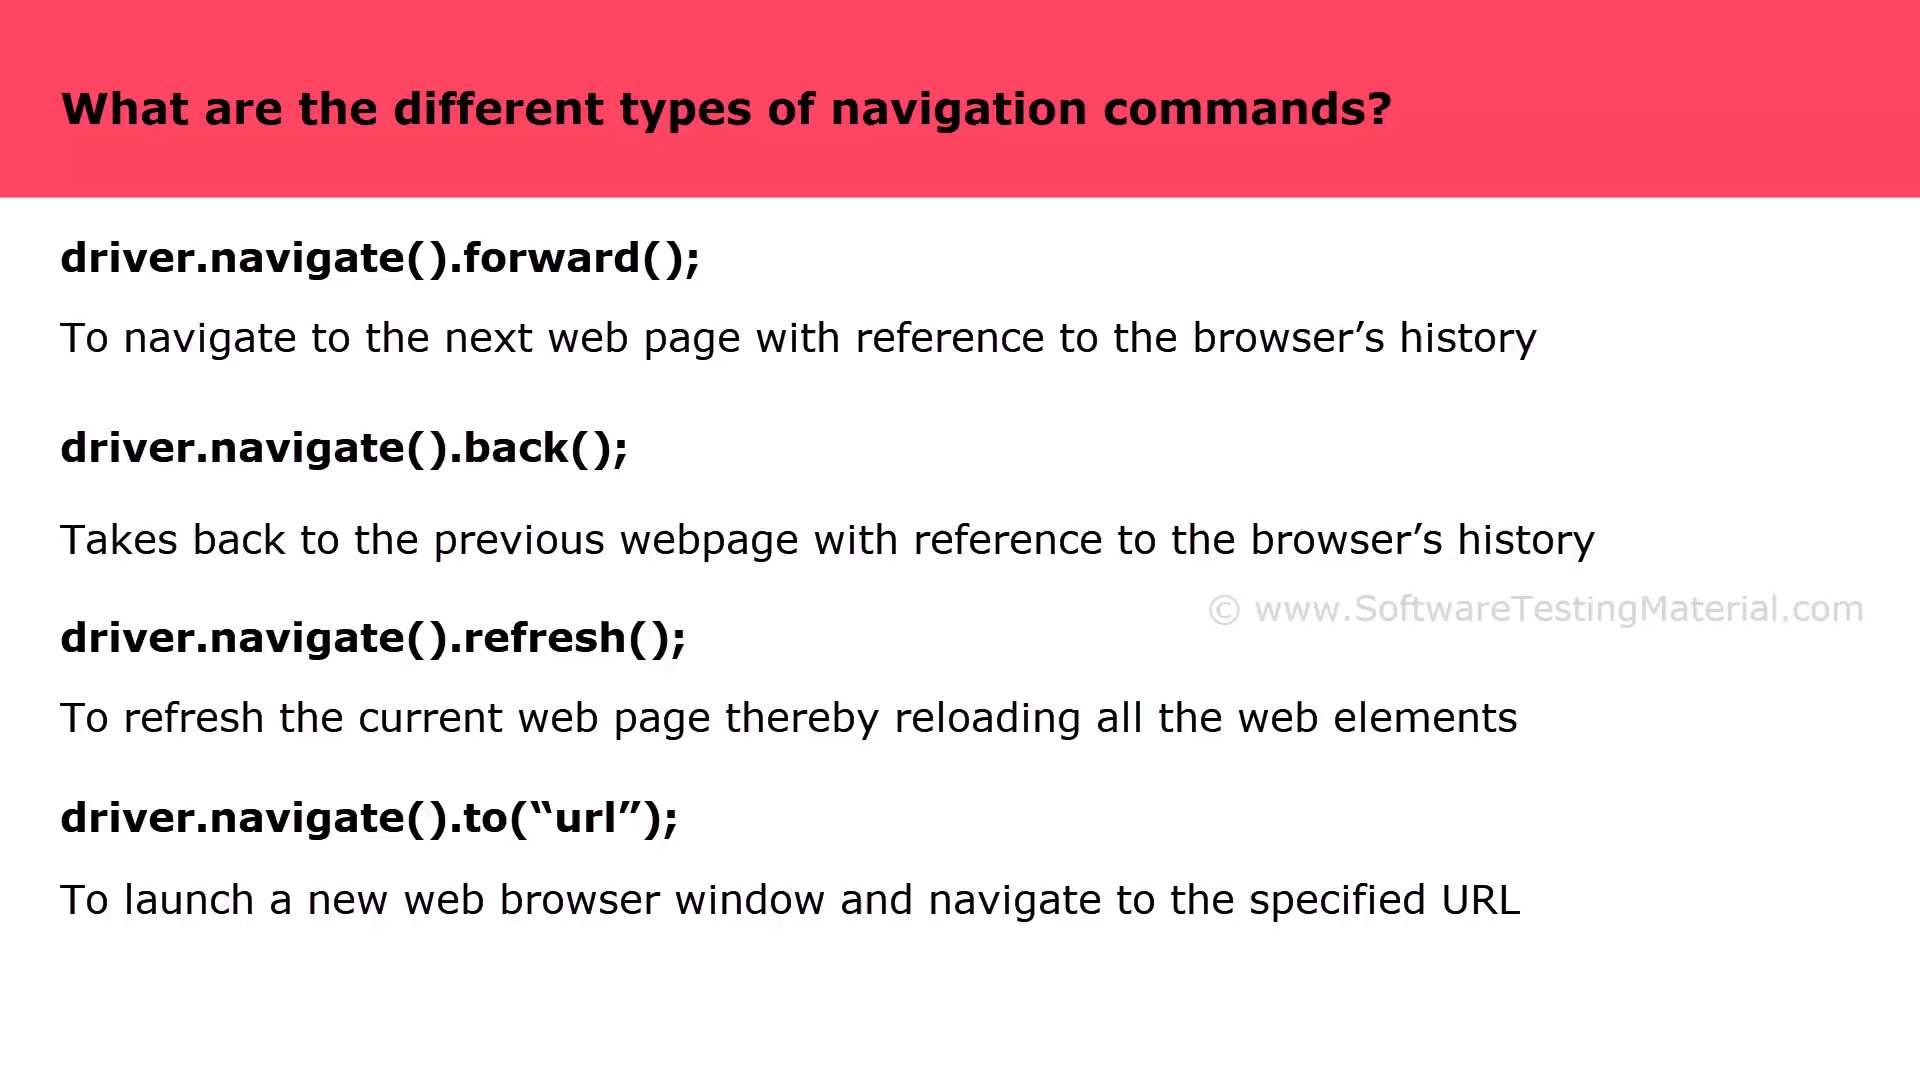 What are the different types of navigation commands?
driver.navigate().forward();
To navigate to the next web page with reference to the browser’s history
driver.navigate().back();
Takes back to the previous webpage with reference to the browser’s history
© www.SoftwareTestingMaterial.com
driver.navigate().refresh();
To refresh the current web page thereby reloading all the web elements
driver.navigate().to(“url”);
To launch a new web browser window and navigate to the specified URL